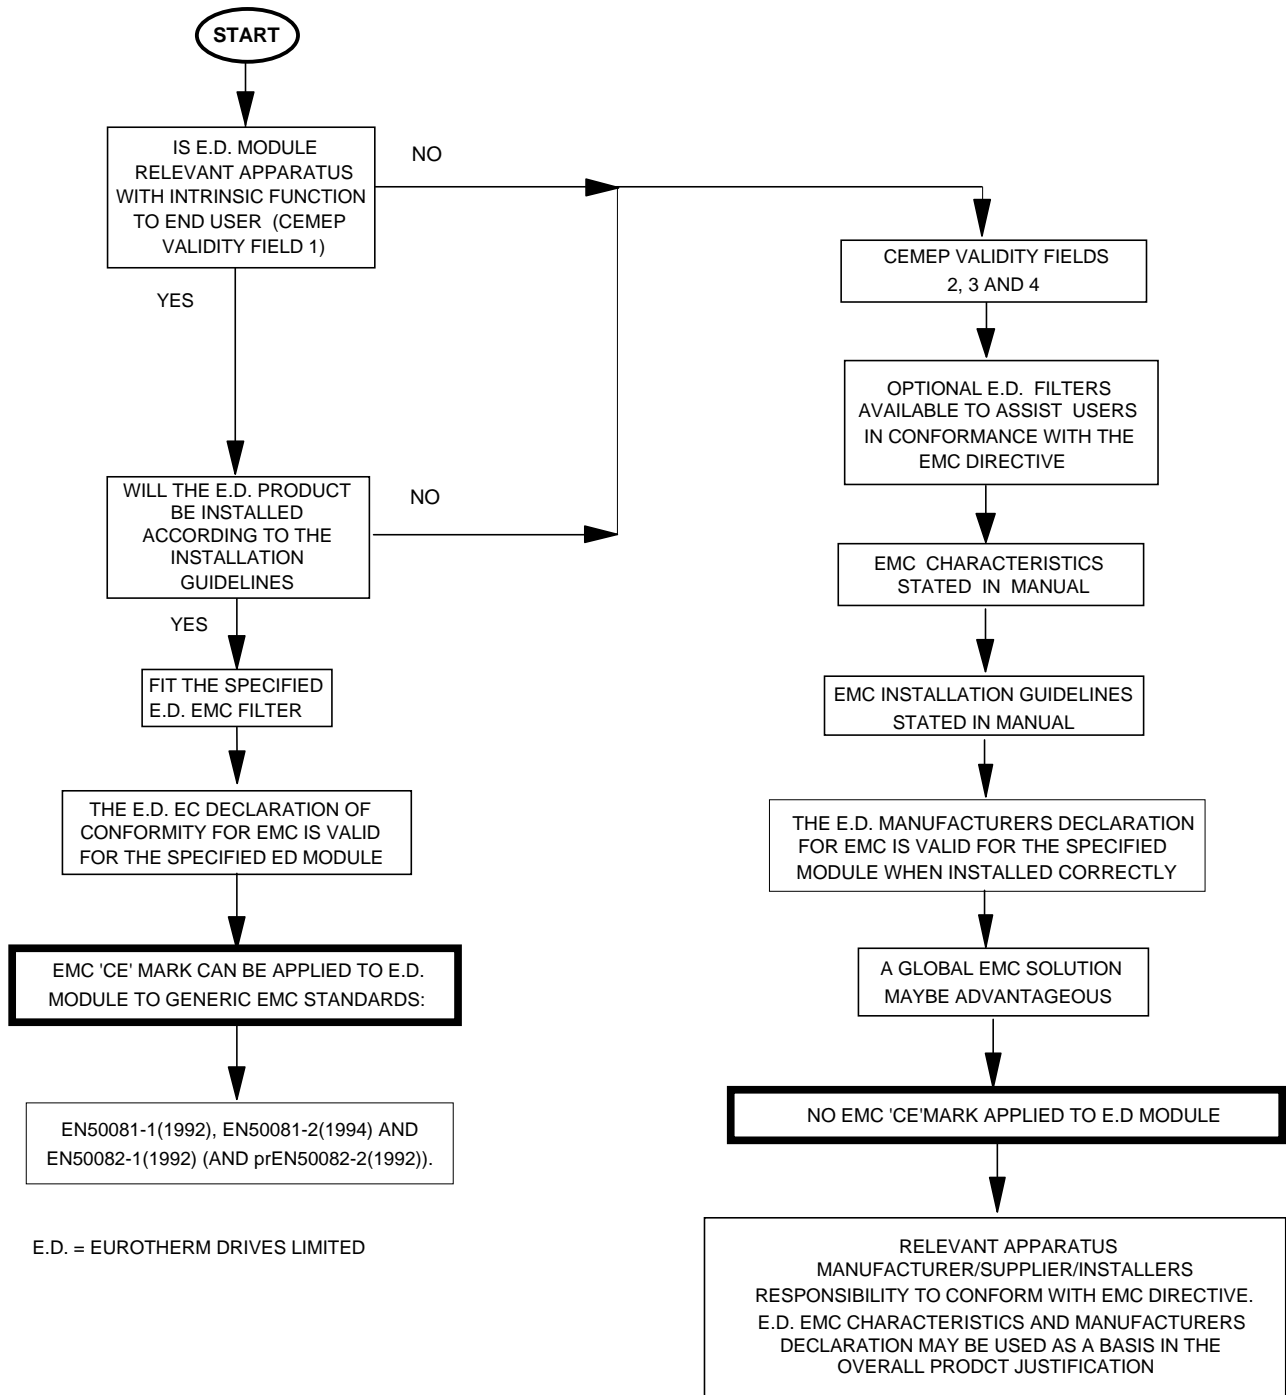 START
IS E.D. MODULE
RELEVANT APPARATUS
WITH INTRINSIC FUNCTION
TO END USER (CEMEP
VALIDITY FIELD 1)
NO
YES
WILL THE E.D. PRODUCT
BE INSTALLED
ACCORDING TO THE
INSTALLATION
GUIDELINES
NO
YES
FIT THE SPECIFIED
E.D. EMC FILTER
THE E.D. EC DECLARATION OF
CONFORMITY FOR EMC IS VALID
FOR THE SPECIFIED ED MODULE
EMC 'CE' MARK CAN BE APPLIED TO E.D.
MODULE TO GENERIC EMC STANDARDS:
EN50081-1(1992), EN50081-2(1994) AND
EN50082-1(1992) (AND prEN50082-2(1992)).
E.D. = EUROTHERM DRIVES LIMITED
CEMEP VALIDITY FIELDS
2, 3 AND 4
OPTIONAL E.D. FILTERS
AVAILABLE TO ASSIST USERS
IN CONFORMANCE WITH THE
EMC DIRECTIVE
EMC CHARACTERISTICS
STATED IN MANUAL
EMC INSTALLATION GUIDELINES
STATED IN MANUAL
THE E.D. MANUFACTURERS DECLARATION
FOR EMC IS VALID FOR THE SPECIFIED
MODULE WHEN INSTALLED CORRECTLY
A GLOBAL EMC SOLUTION
MAYBE ADVANTAGEOUS
NO EMC 'CE'MARK APPLIED TO E.D MODULE
RELEVANT APPARATUS
MANUFACTURER/SUPPLIER/INSTALLERS
RESPONSIBILITY TO CONFORM WITH EMC DIRECTIVE.
E.D. EMC CHARACTERISTICS AND MANUFACTURERS
DECLARATION MAY BE USED AS A BASIS IN THE
OVERALL PRODCT JUSTIFICATION